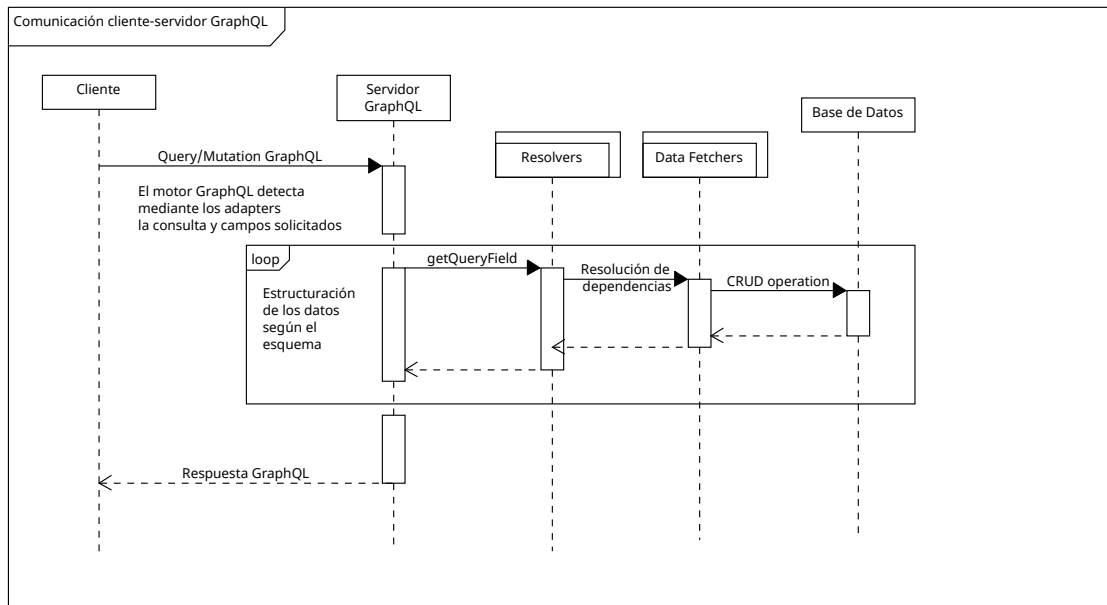 Comunicación cliente-servidor GraphQL
Cliente
Servidor
GraphQL
Base de Datos
Resolvers
Data Fetchers
Query/Mutation GraphQL
El motor GraphQL detecta
mediante los adapters
la consulta y campos solicitados
loop
getQueryField
Resolución de
dependencias
CRUD operation
Estructuración
de los datos
según el
esquema
Respuesta GraphQL